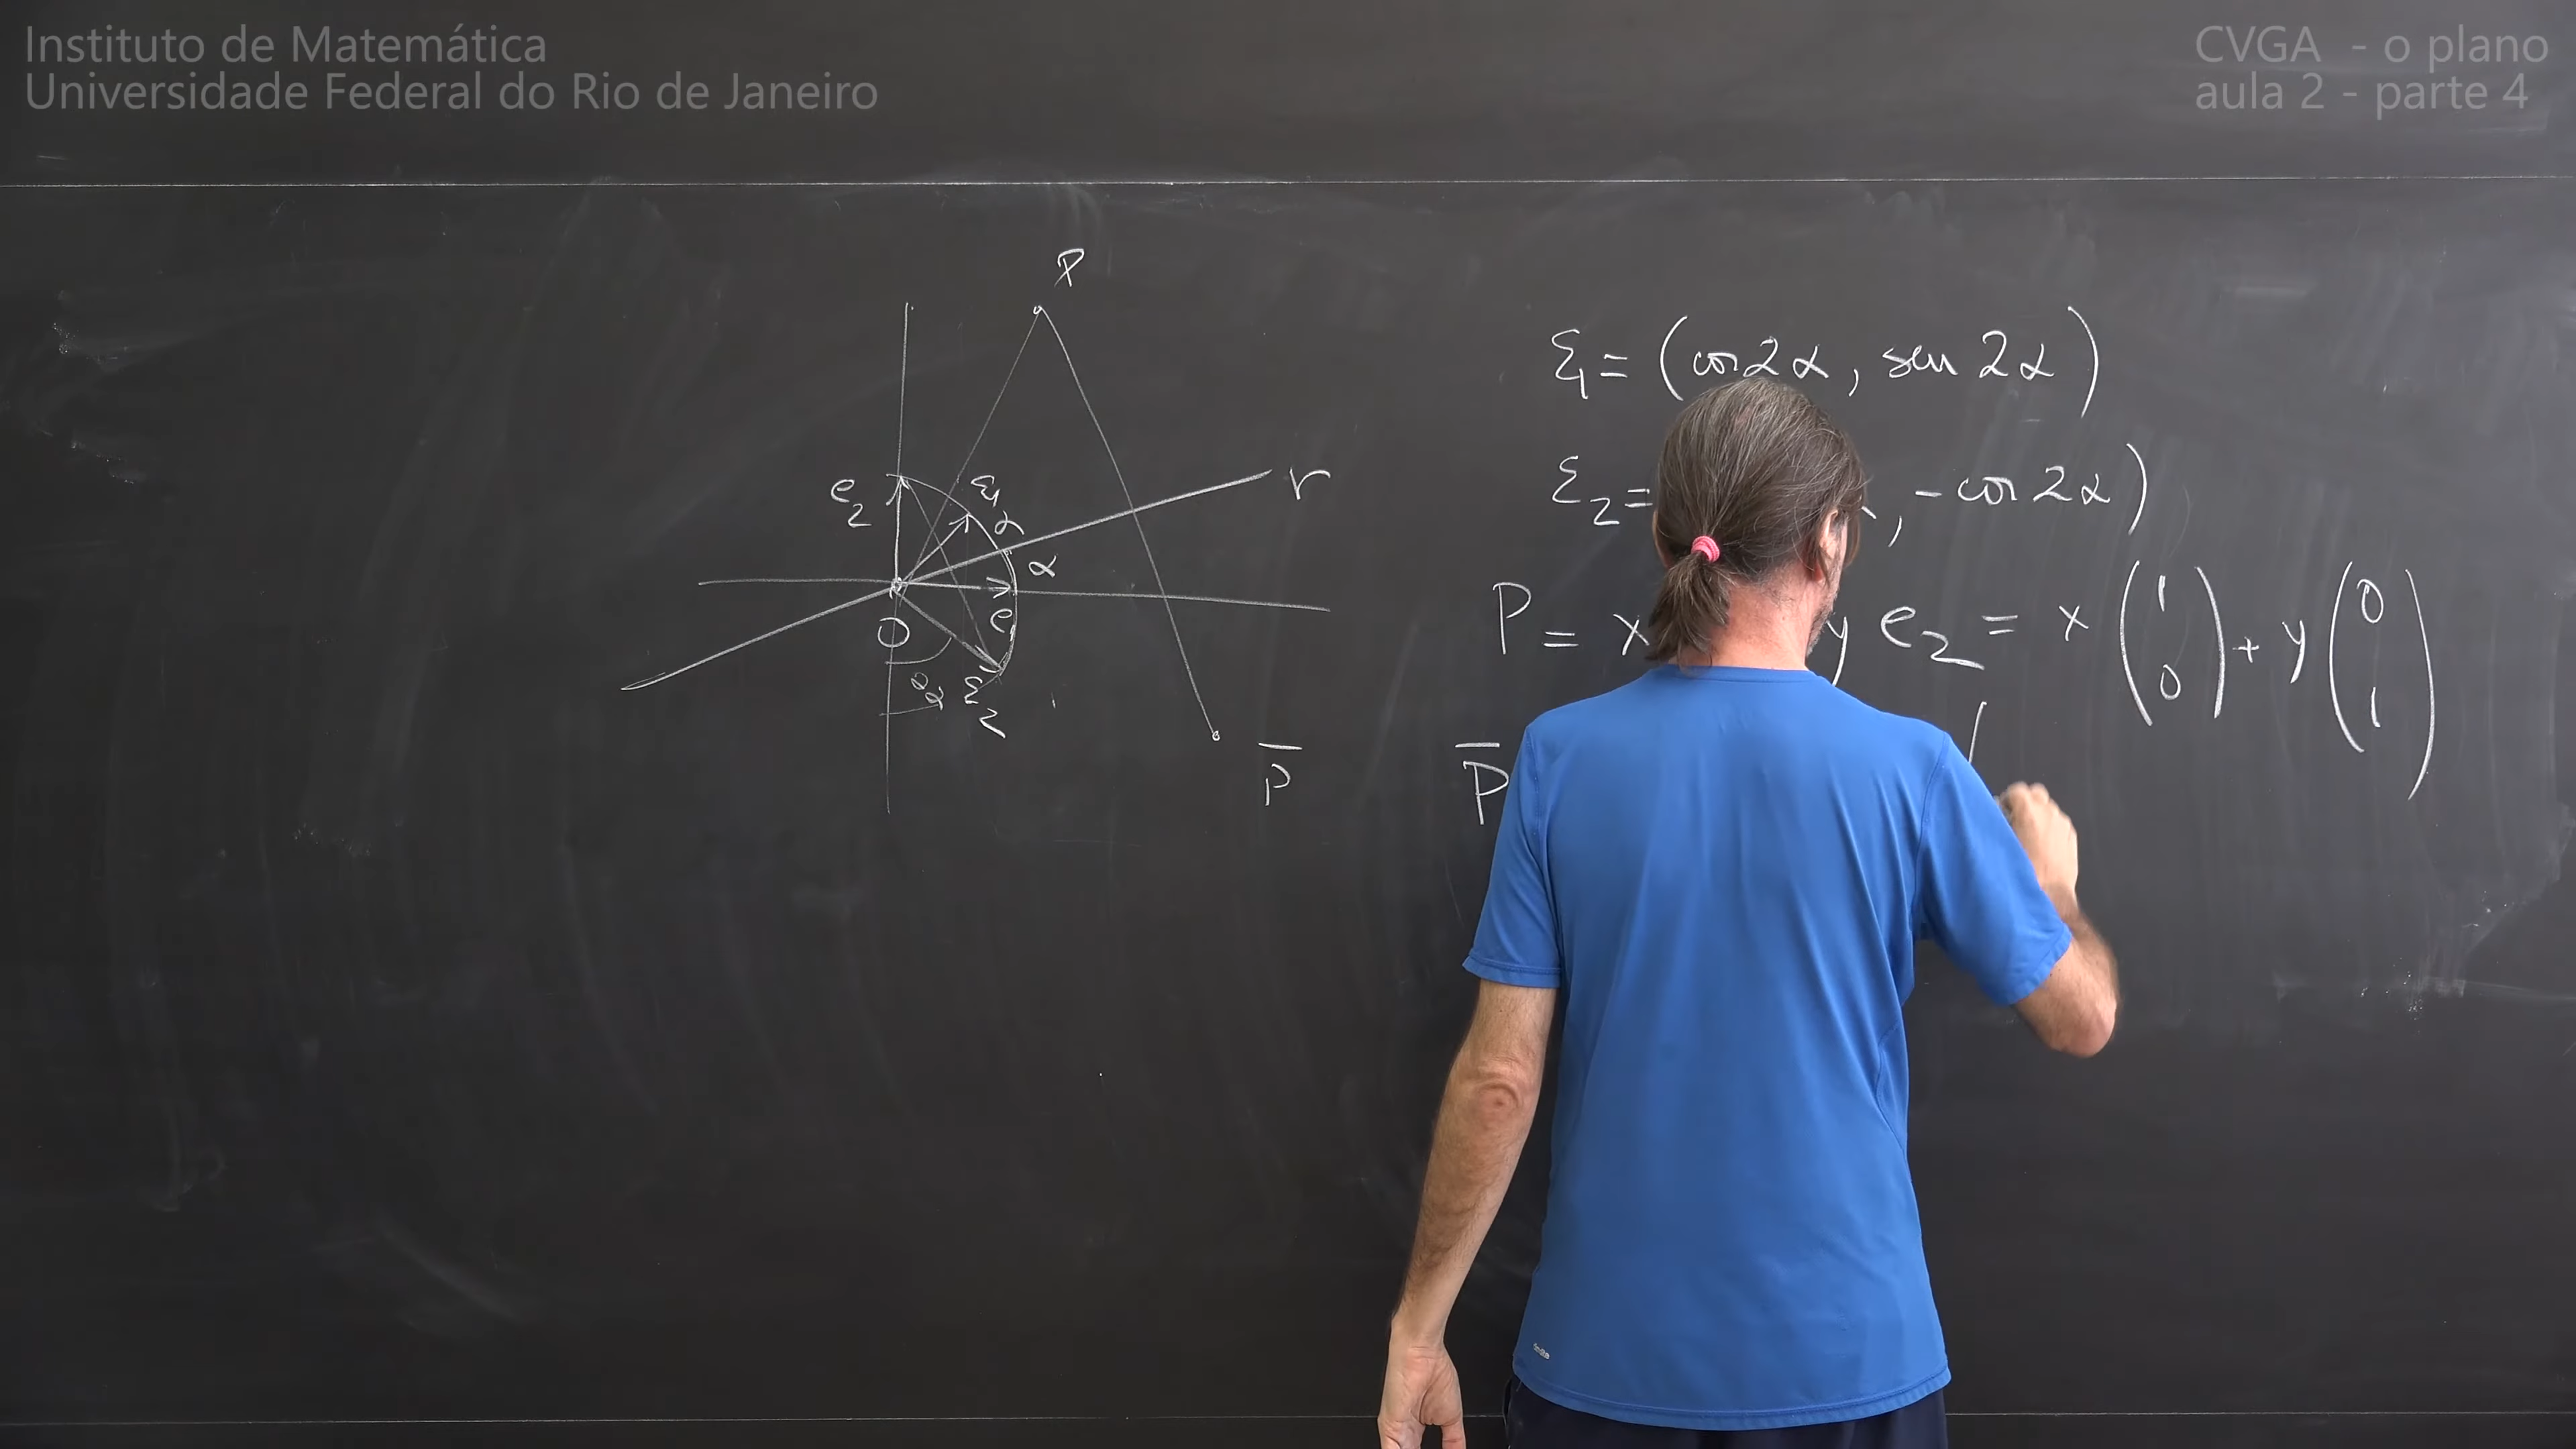 Instituto de Matemática
Universidade Federal do Rio de Janeiro
CVGA - o plano
aula 2 - parte 4
P
e2
ε1
α
r
α
e
O
2α
ε2
P̅
ε1 = (cos 2α, sen 2α)
ε2 = , -cos 2α)
P = x y e2 = x (1 0) + y (0 1)
P̅